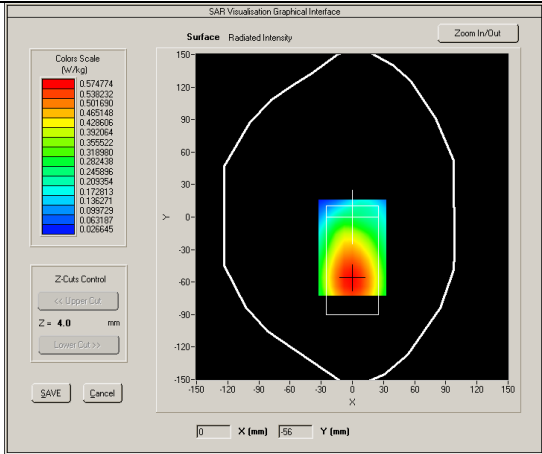 SAR Visualisation Graphical Interface
Surface Radiated Intensity
Zoom In/Out
Colors Scale
(W/kg)
0.574774
0.538232
0.501690
0.465148
0.428606
0.392064
0.355522
0.318980
0.282438
0.245896
0.209354
0.172813
0.136271
0.099729
0.063187
0.026645
Z-Cuts Control
<< Upper Cut
Z = 4.0 mm
Lower Cut >>
SAVE Cancel
150
120
90
60
30
0
-30
-60
-90
-120
-150
Y
-150 -120 -90 -60 -30 0 30 60 90 120 150
X
0 X (mm) -56 Y (mm)